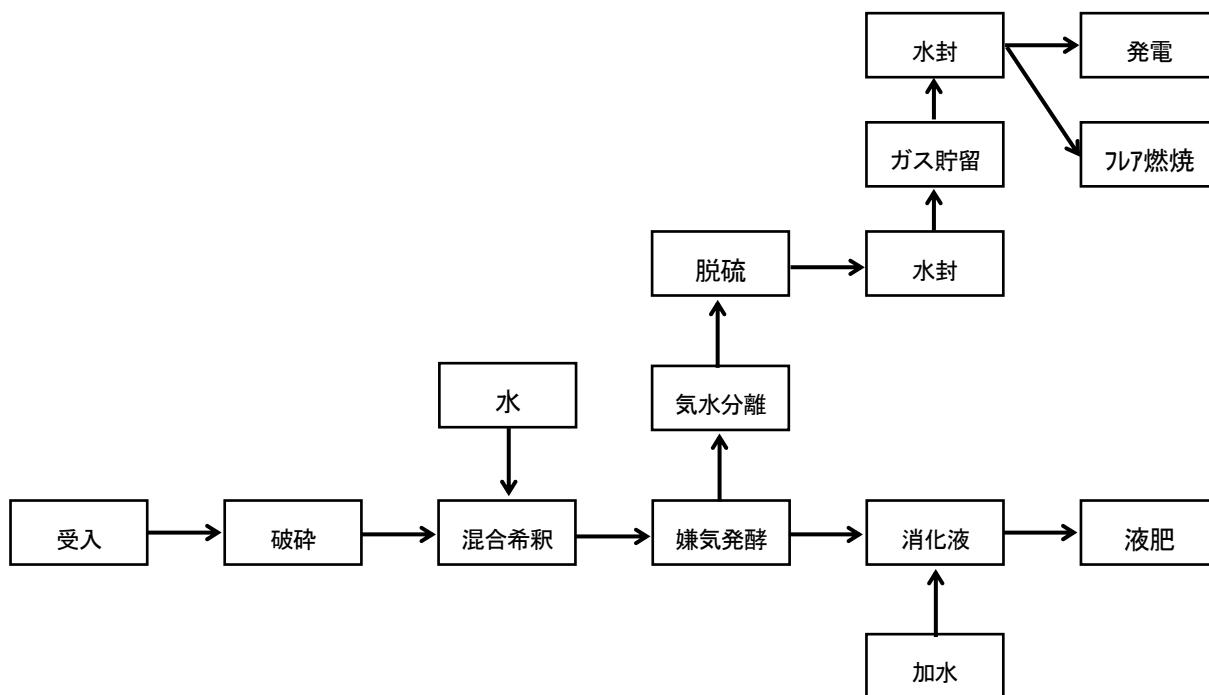 水封
発電
ガス貯留
ﾌﾚｱ燃焼
脱硫
水封
水
気水分離
受入
破砕
混合希釈
嫌気発酵
消化液
液肥
加水